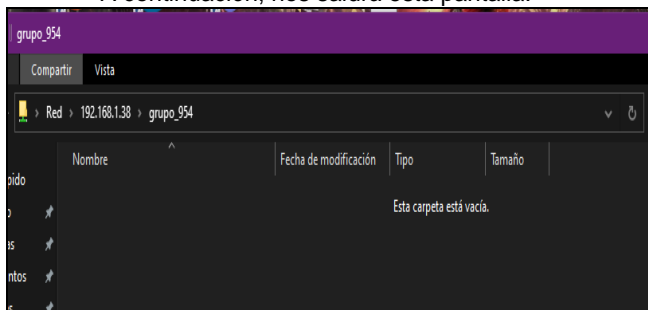 A continuación, nos saldrá esta pantalla:
grupo_954
Compartir Vista
Red > 192.168.1.38 > grupo_954
Nombre Fecha de modificación Tipo Tamaño
Esta carpeta está vacía.